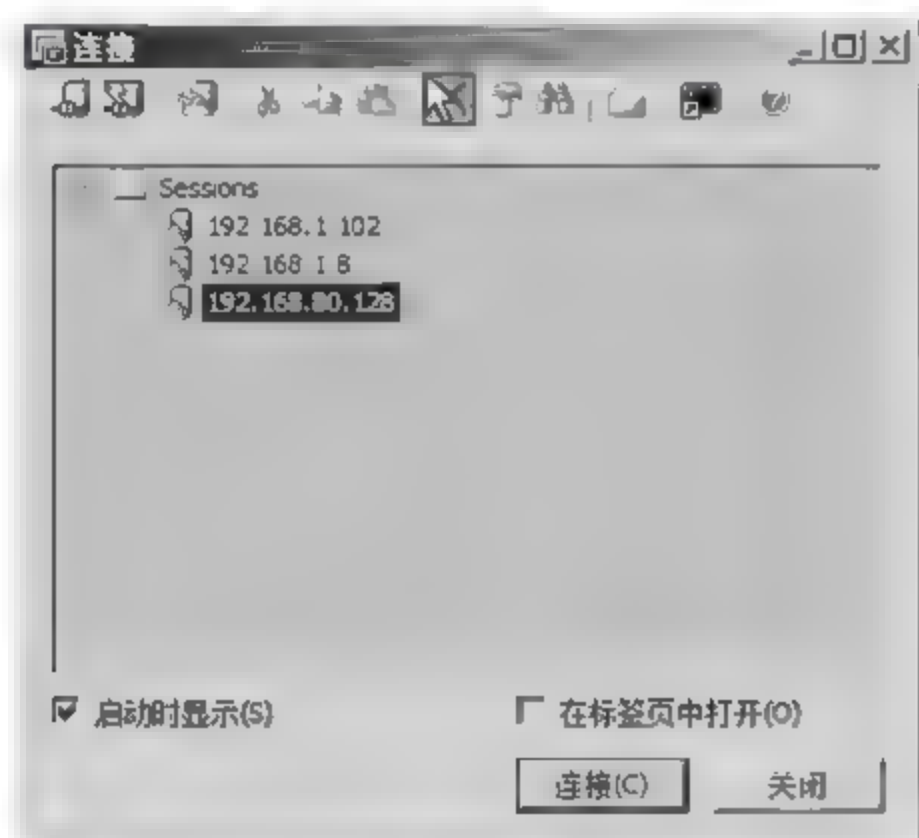 连接
Sessions
192.168.1.102
192.168.1.8
192.168.80.128
启动时显示(S)
在标签页中打开(O)
连接(C)
关闭